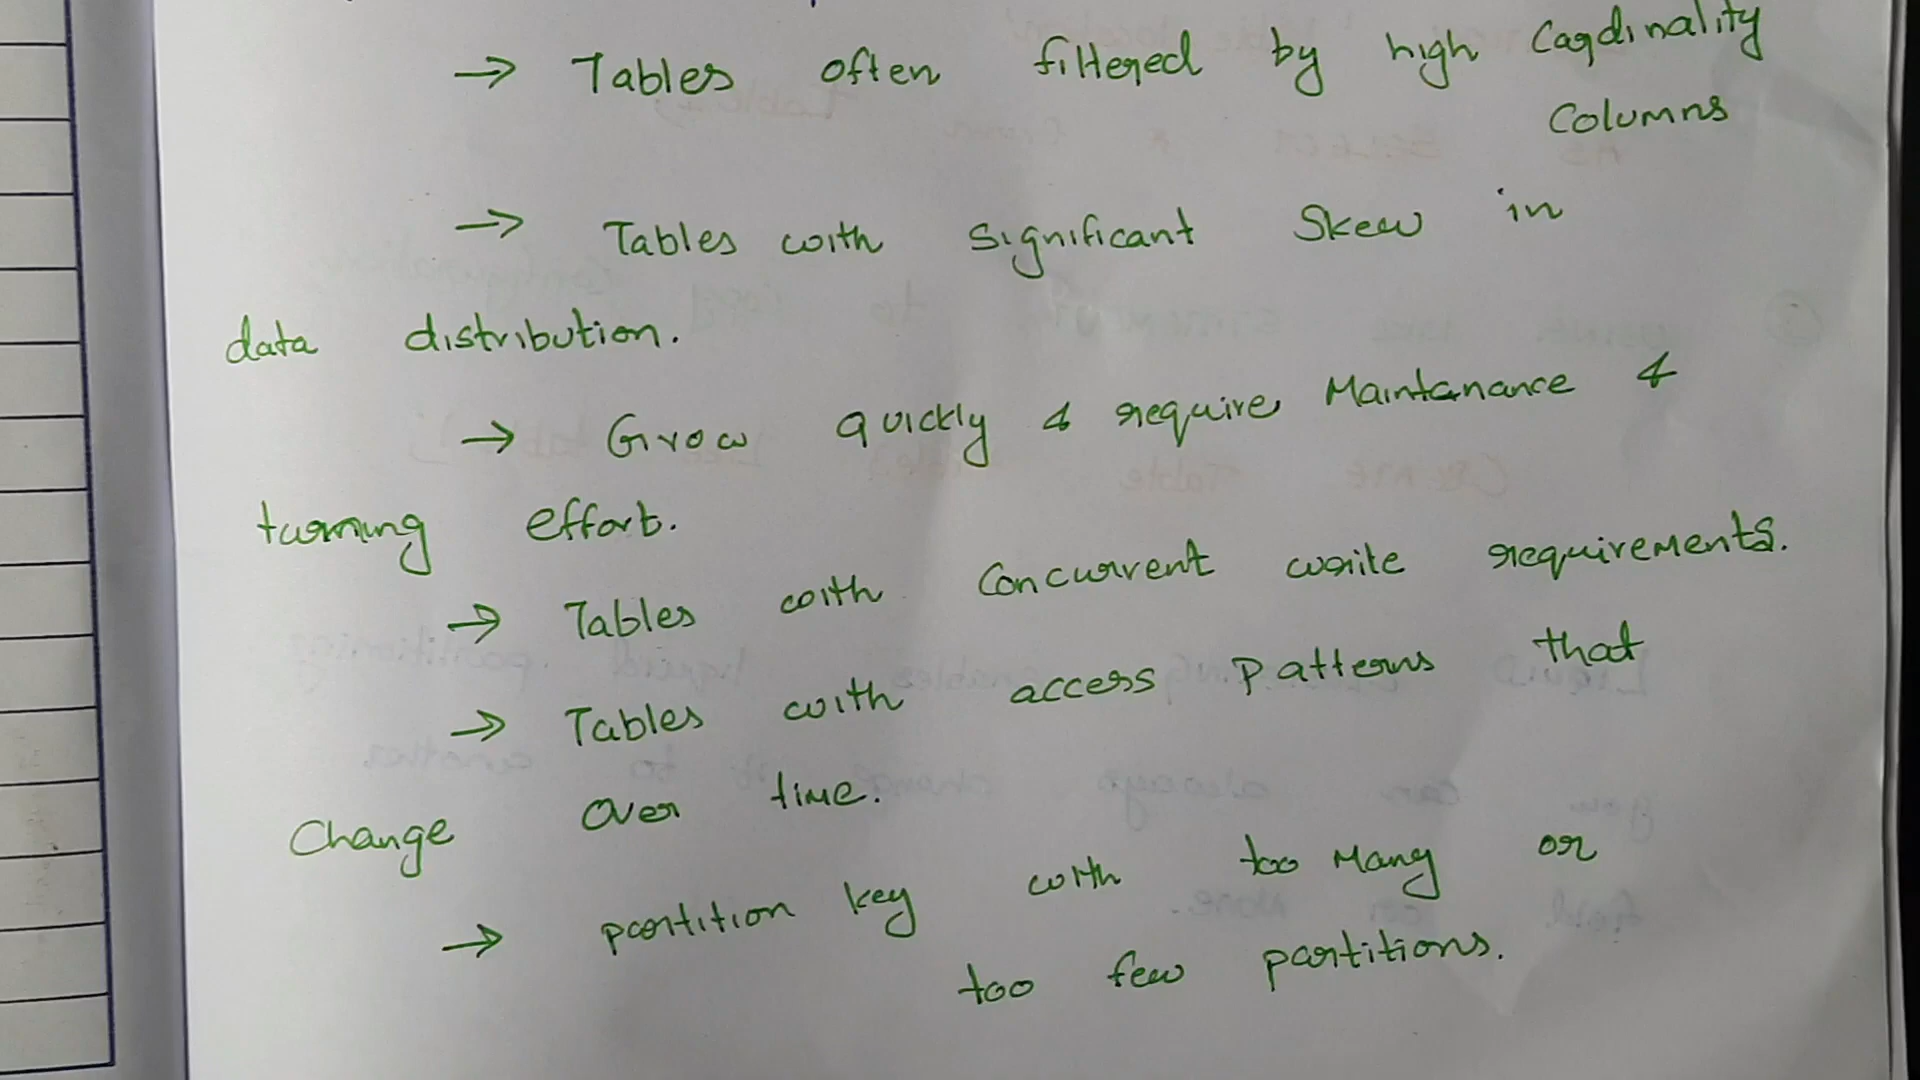 → Tables often filtered by high Cardinality
Columns
→ Tables with significant Skew in
data distribution.
→ Grow quickly & require Maintanance &
turning effort.
→ Tables with Concurrent write requirements.
→ Tables with access patterns that
Change over time.
→ partition key with too Many or
too few partitions.